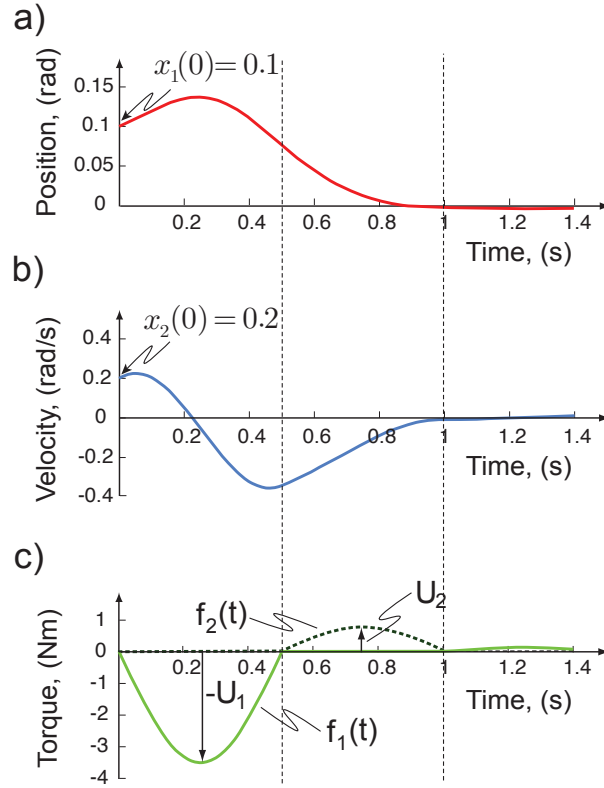 a)
Position, (rad)
0.15
0.1
0.05
0
x₁(0) = 0.1
0.2 0.4 0.6 0.8 1 1.2 1.4
Time, (s)
b)
Velocity, (rad/s)
0.4
0.2
0
-0.2
-0.4
x₂(0) = 0.2
0.2 0.4 0.6 0.8 1 1.2 1.4
Time, (s)
c)
Torque, (Nm)
1
0
-1
-2
-3
-4
f₂(t)
U₂
-U₁
f₁(t)
0.2 0.4 0.6 0.8 1 1.2 1.4
Time, (s)